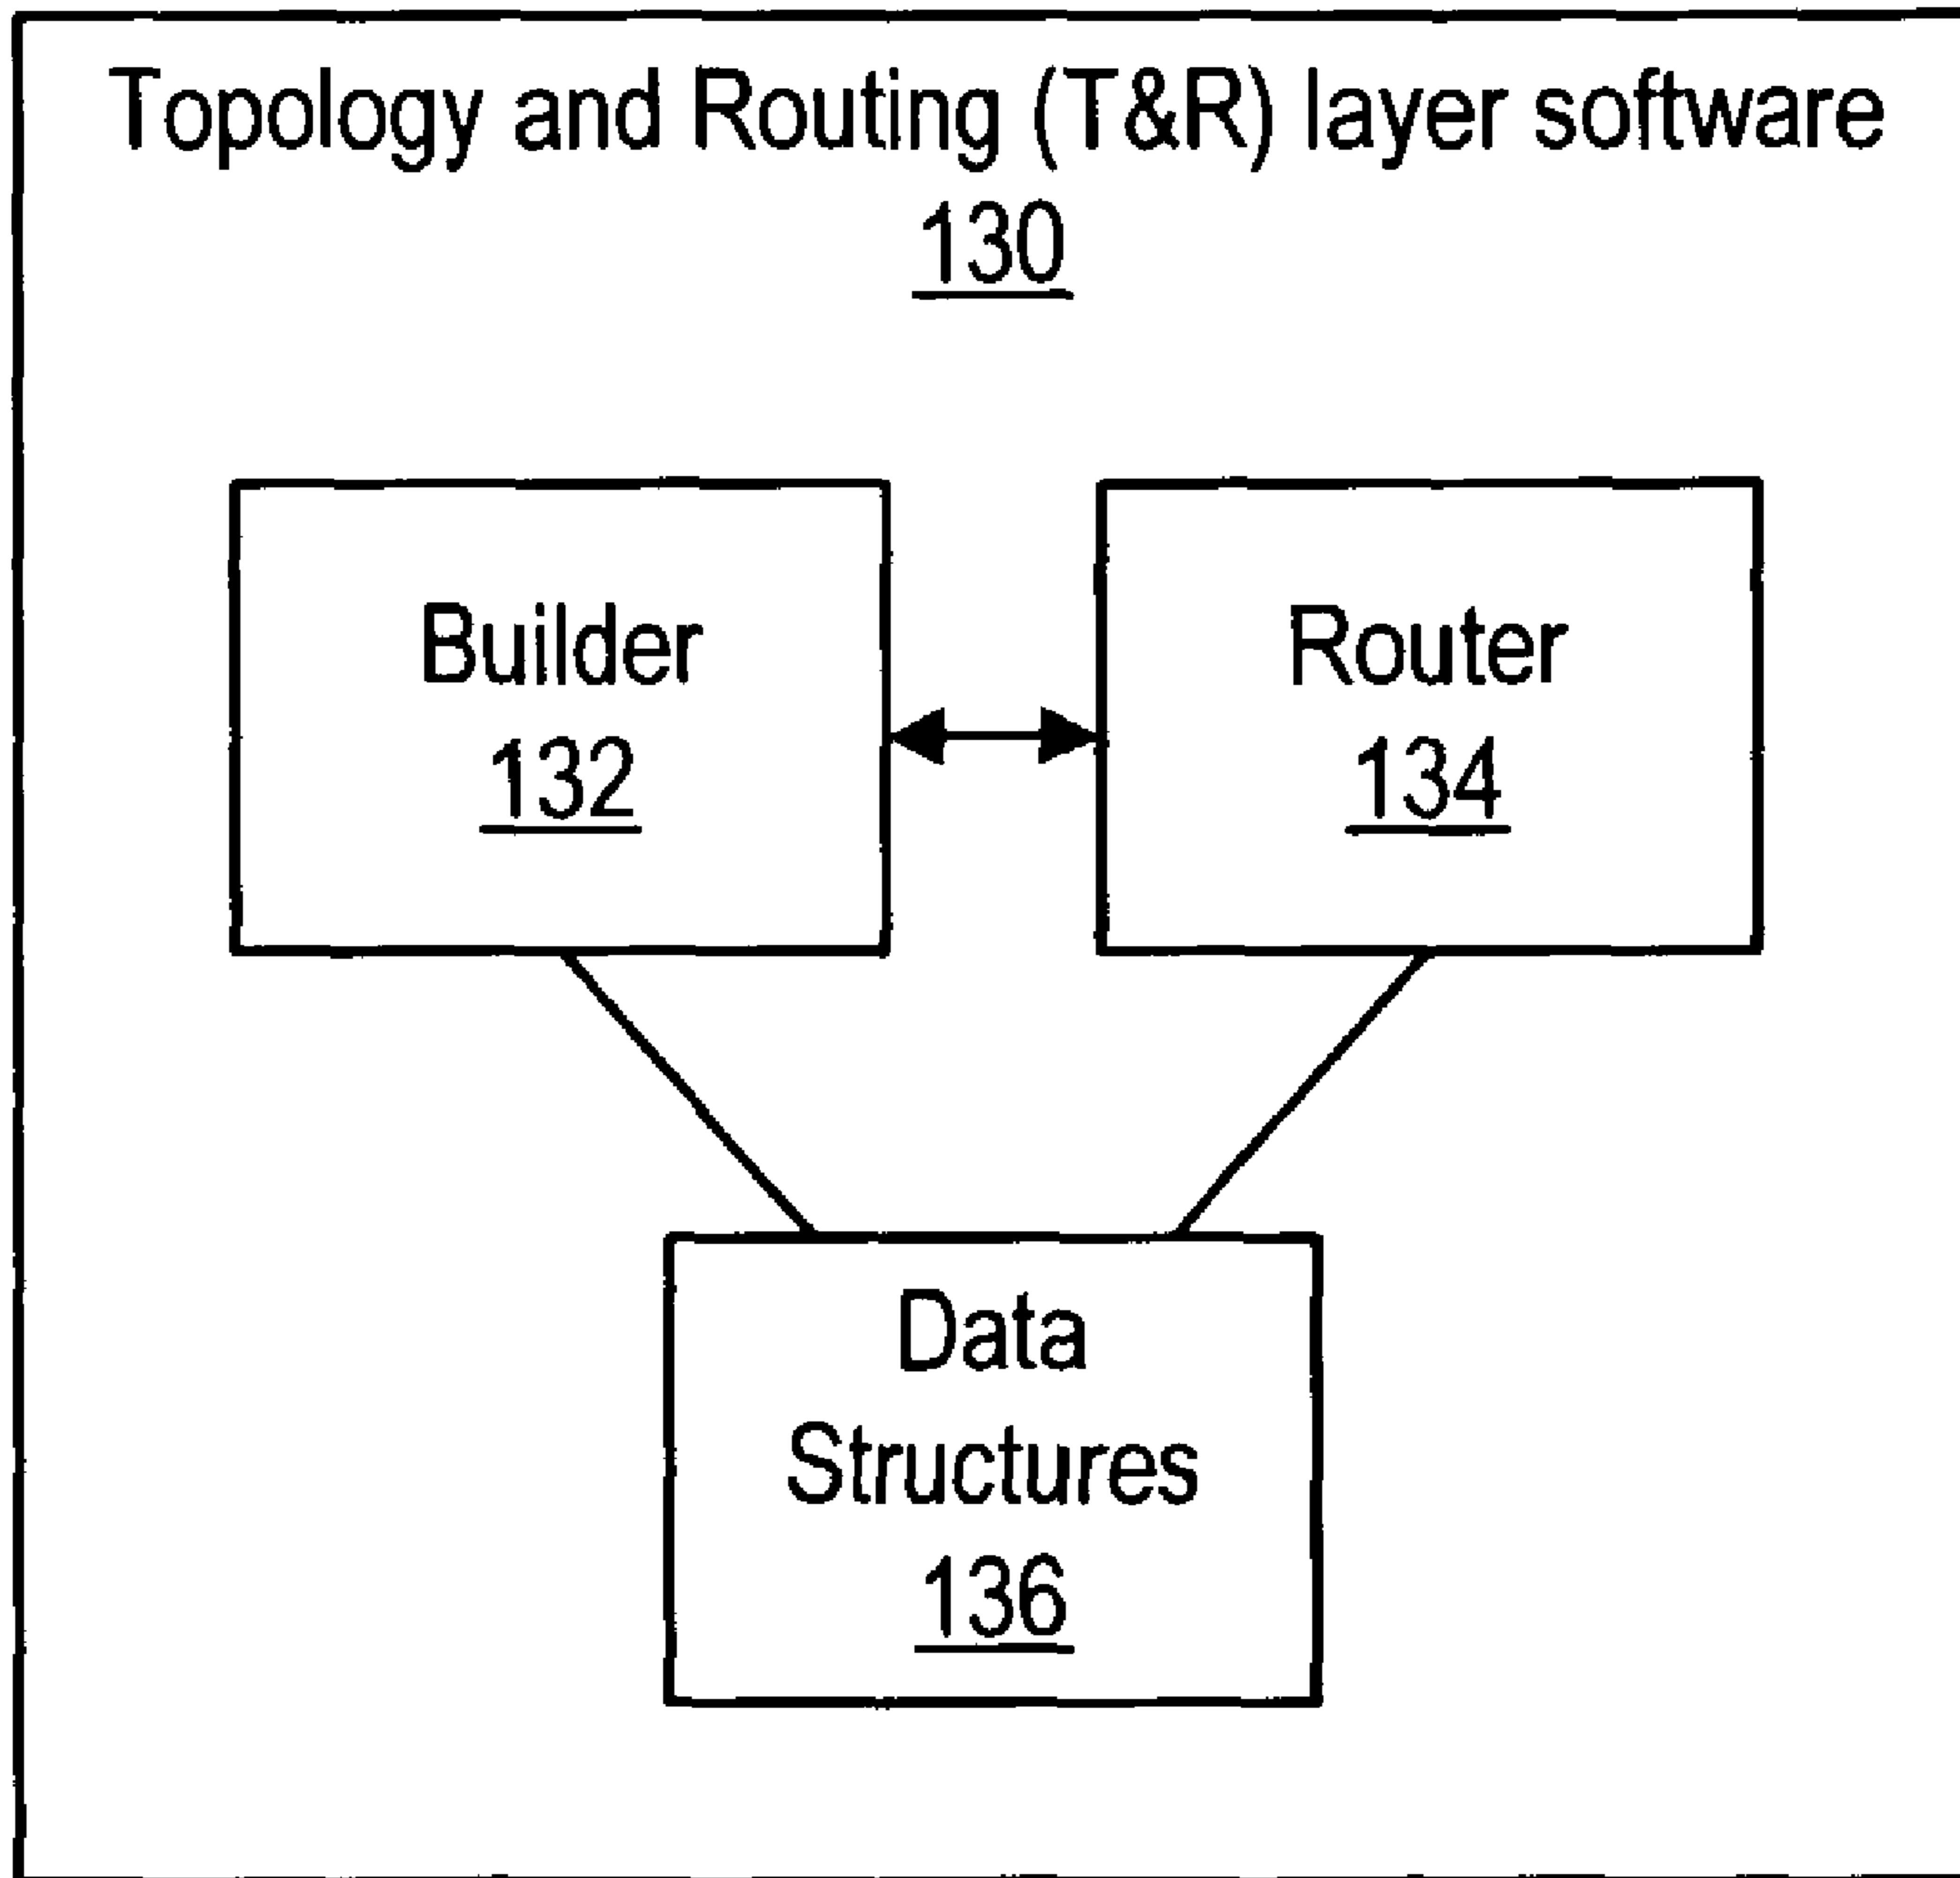 Topology and Routing (T&R) layer software
130
Builder
132
Router
134
Data
Structures
136